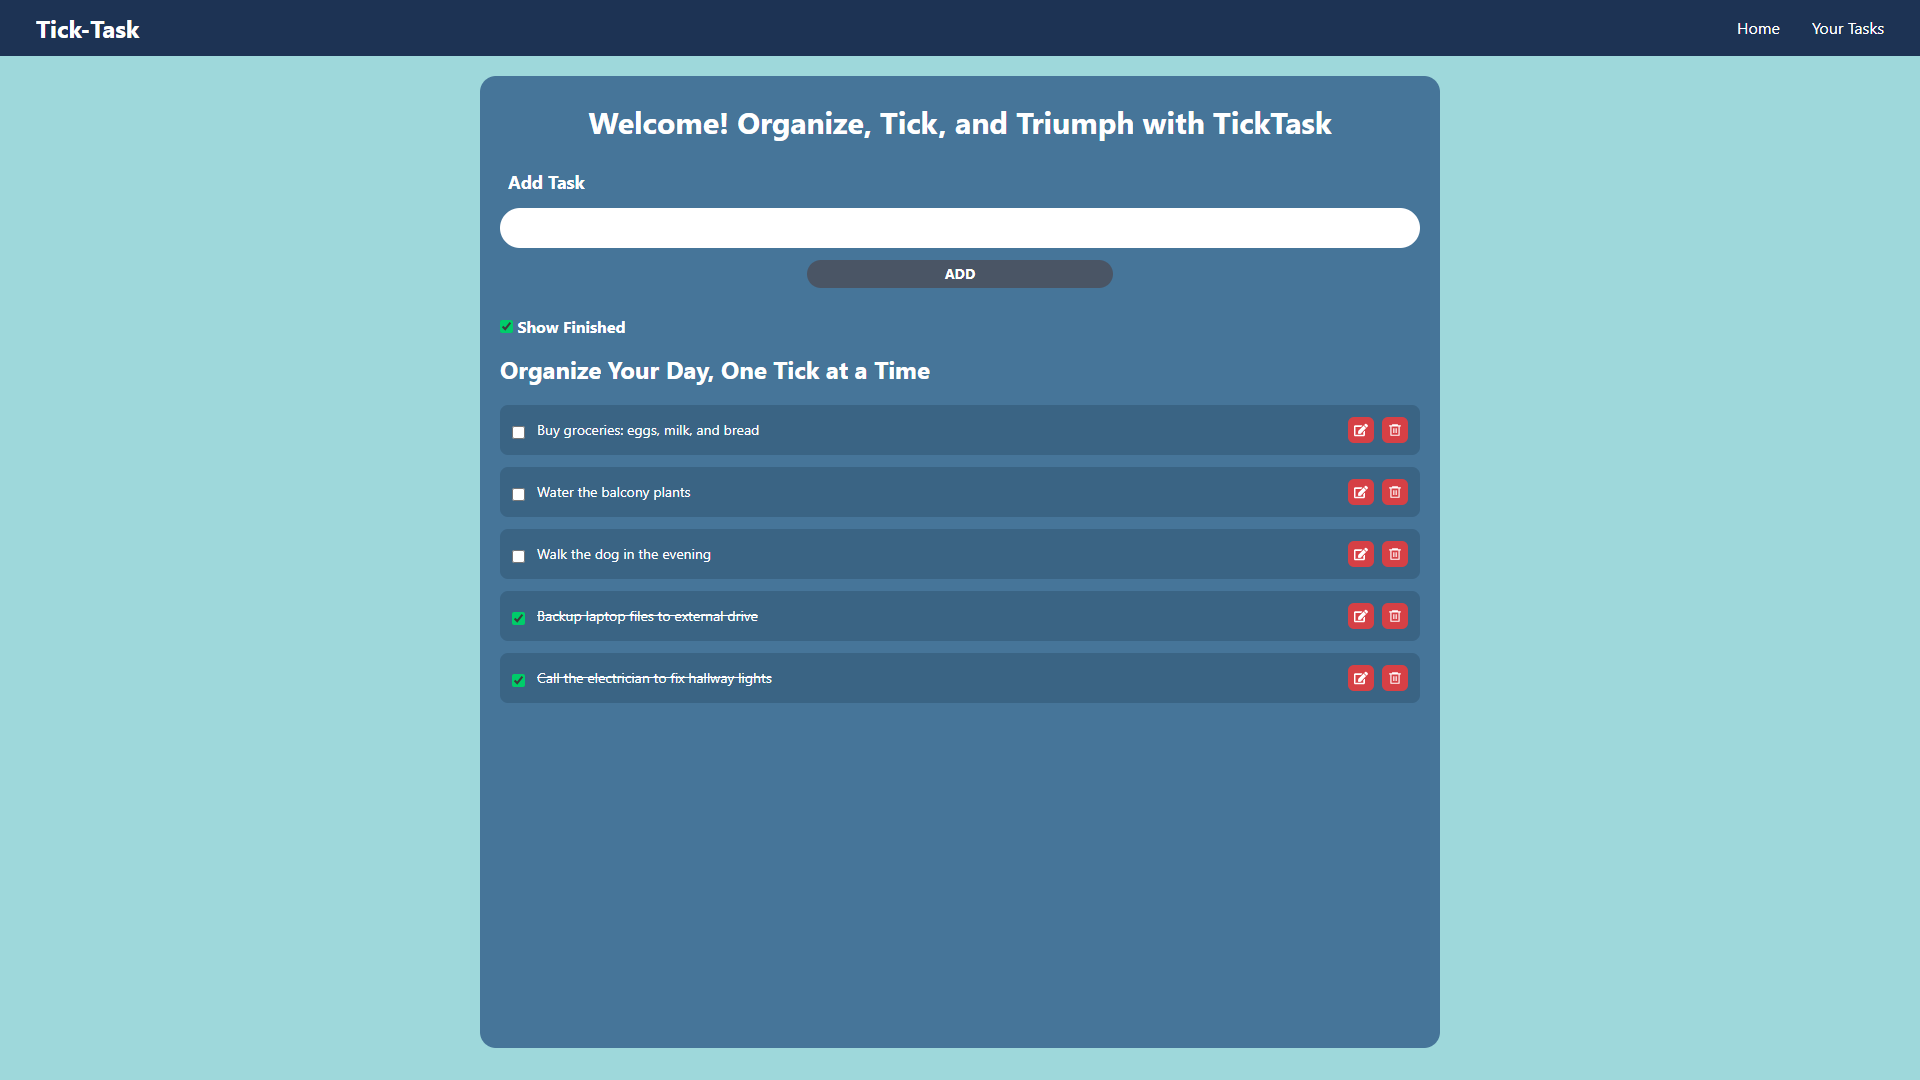 Tick-Task
Home
Your Tasks
Welcome! Organize, Tick, and Triumph with TickTask
Add Task
ADD
Show Finished
Organize Your Day, One Tick at a Time
Buy groceries: eggs, milk, and bread
Water the balcony plants
Walk the dog in the evening
Backup laptop files to external drive
Call the electrician to fix hallway lights